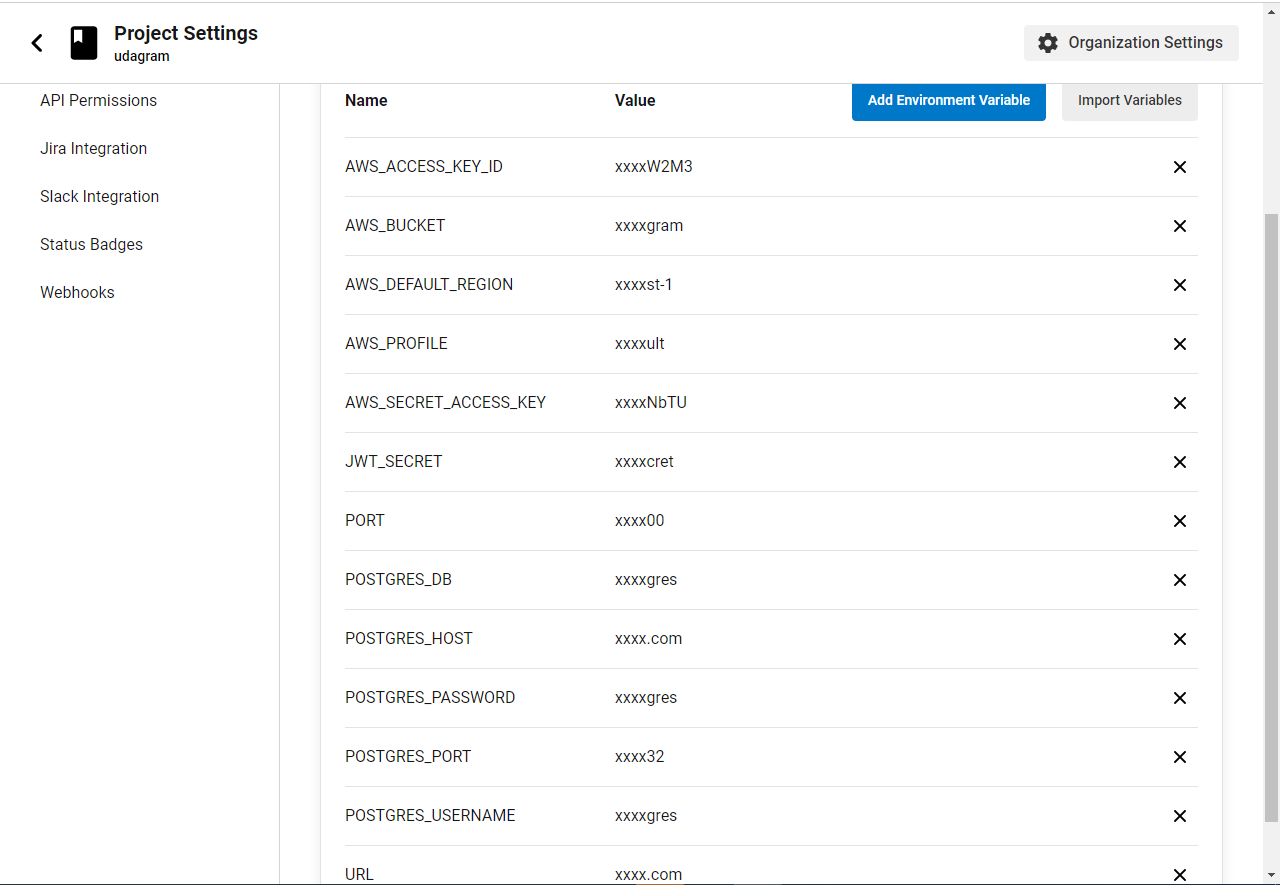 Project Settings
udagram
Organization Settings
API Permissions
Jira Integration
Slack Integration
Status Badges
Webhooks
Name Value Add Environment Variable Import Variables
AWS_ACCESS_KEY_ID xxxxW2M3
AWS_BUCKET xxxxgram
AWS_DEFAULT_REGION xxxxst-1
AWS_PROFILE xxxxult
AWS_SECRET_ACCESS_KEY xxxxNbTU
JWT_SECRET xxxxcret
PORT xxxx00
POSTGRES_DB xxxxgres
POSTGRES_HOST xxxx.com
POSTGRES_PASSWORD xxxxgres
POSTGRES_PORT xxxx32
POSTGRES_USERNAME xxxxgres
URL xxxx.com